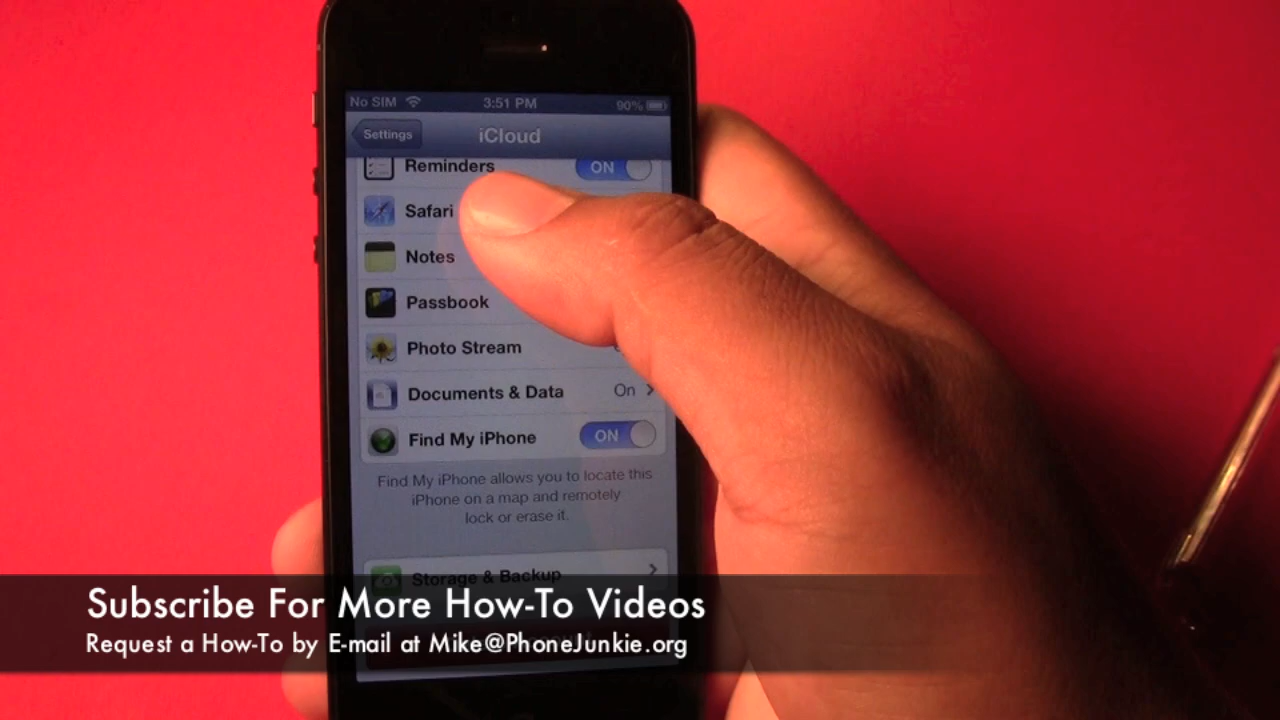 No SIM 3:51 PM 90%
Settings iCloud
Reminders ON
Safari
Notes
Passbook
Photo Stream
Documents & Data On
Find My iPhone ON
Find My iPhone allows you to locate this
iPhone on a map and remotely
lock or erase it.
Storage & Backup
Subscribe For More How-To Videos
Request a How-To by E-mail at Mike@PhoneJunkie.org